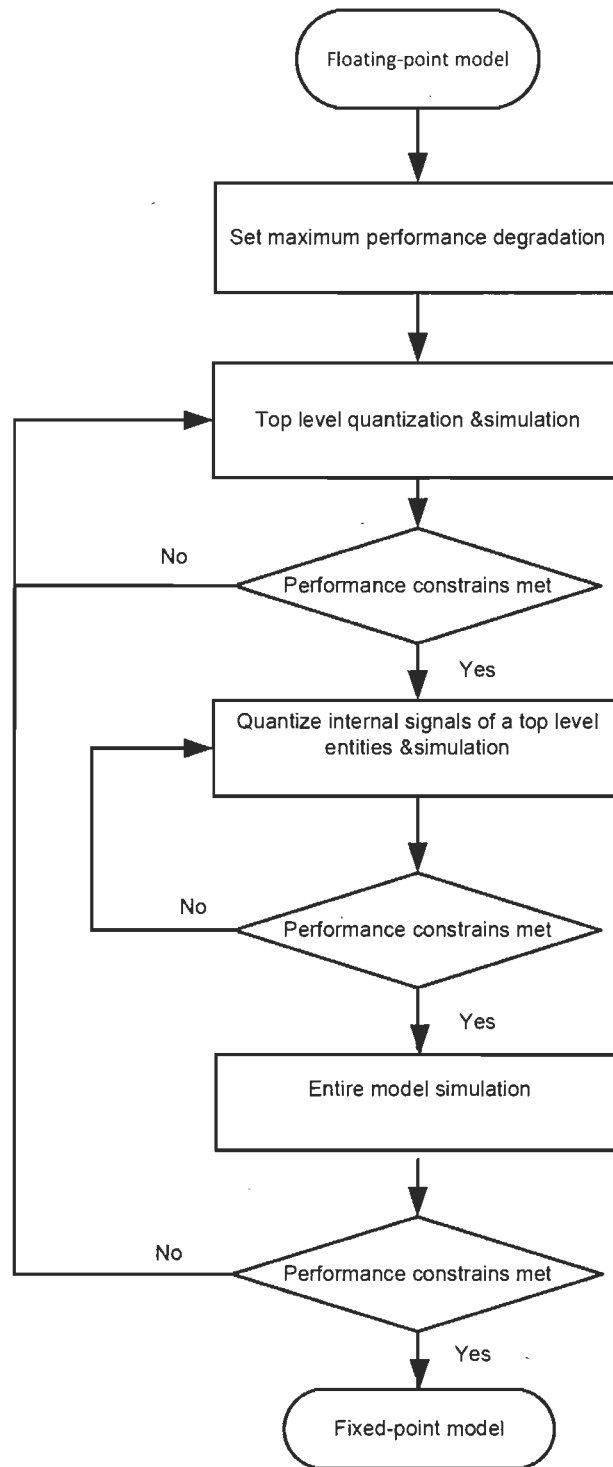 Floating-point model
Set maximum performance degradation
Top level quantization &simulation
No
Performance constrains met
Yes
Quantize internal signals of a top level
entities &simulation
No
Performance constrains met
Yes
Entire model simulation
No
Performance constrains met
Yes
Fixed-point model